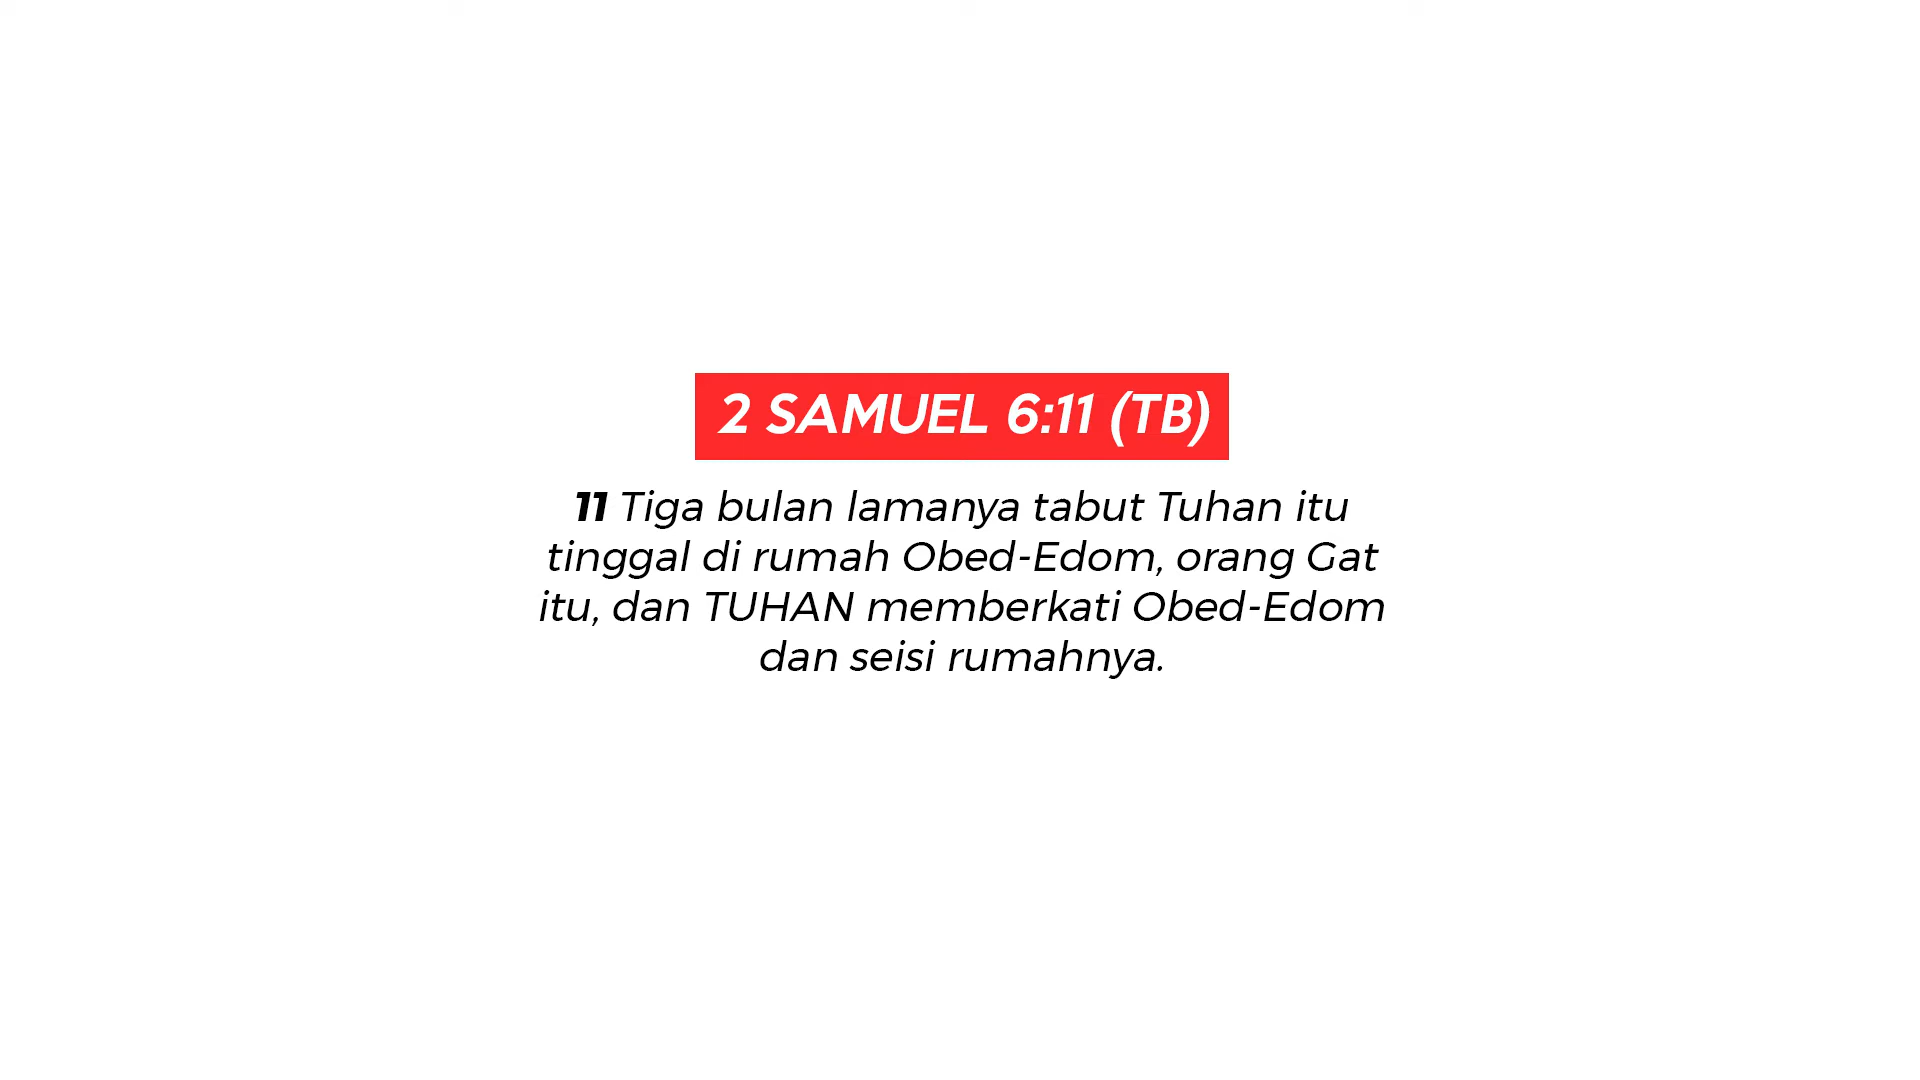 2 SAMUEL 6:11 (TB)
11 Tiga bulan lamanya tabut Tuhan itu
tinggal di rumah Obed-Edom, orang Gat
itu, dan TUHAN memberkati Obed-Edom
dan seisi rumahnya.